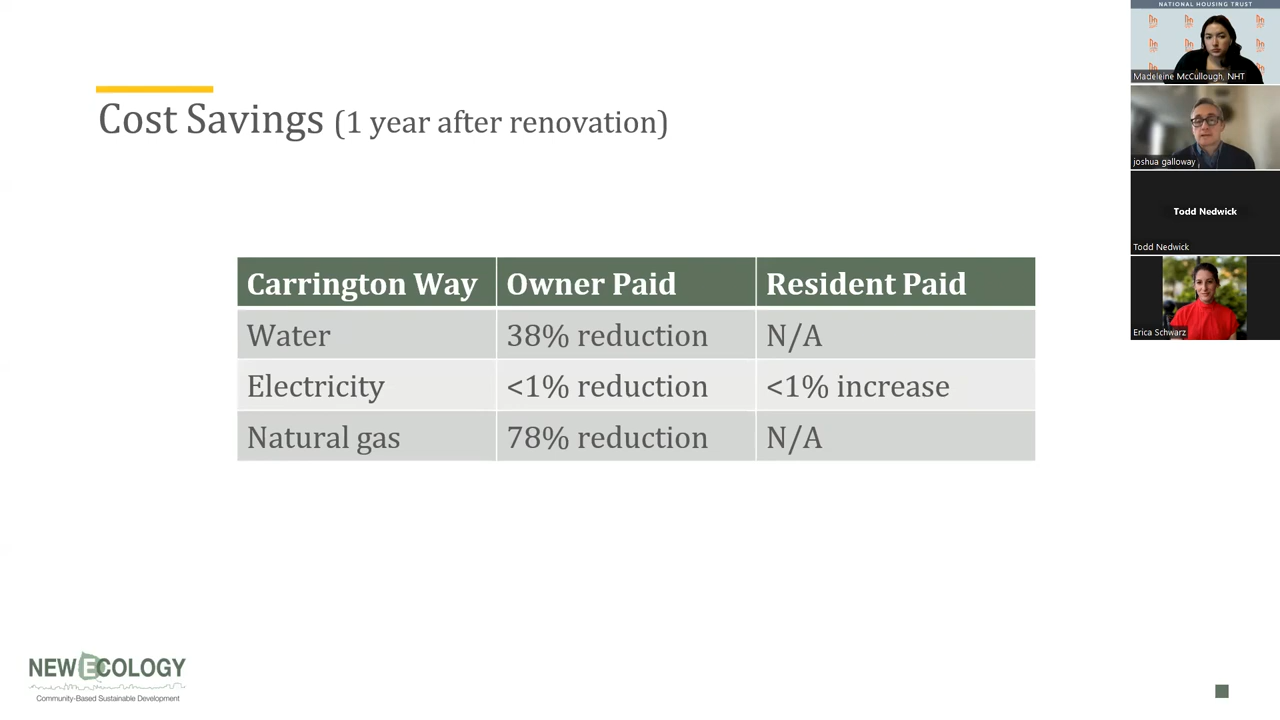 Cost Savings (1 year after renovation)
Carrington Way Owner Paid Resident Paid
Water 38% reduction N/A
Electricity <1% reduction <1% increase
Natural gas 78% reduction N/A
NEW ECOLOGY
Community-Based Sustainable Development
NATIONAL HOUSING TRUST
Madeleine McCullough, NHT
joshua galloway
Todd Nedwick
Todd Nedwick
Erica Schwarz